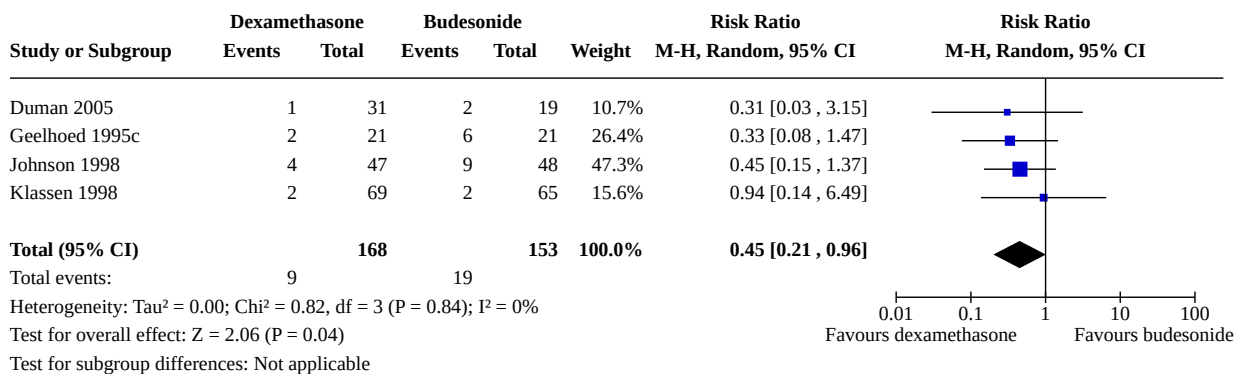 Dexamethasone Budesonide Risk Ratio Risk Ratio
Study or Subgroup Events Total Events Total Weight M-H, Random, 95% CI M-H, Random, 95% CI
Duman 2005 1 31 2 19 10.7% 0.31 [0.03 , 3.15]
Geelhoed 1995c 2 21 6 21 26.4% 0.33 [0.08 , 1.47]
Johnson 1998 4 47 9 48 47.3% 0.45 [0.15 , 1.37]
Klassen 1998 2 69 2 65 15.6% 0.94 [0.14 , 6.49]
Total (95% CI) 168 153 100.0% 0.45 [0.21 , 0.96]
Total events: 9 19
Heterogeneity: Tau² = 0.00; Chi² = 0.82, df = 3 (P = 0.84); I² = 0%
0.01 0.1 1 10 100
Test for overall effect: Z = 2.06 (P = 0.04)
Favours dexamethasone Favours budesonide
Test for subgroup differences: Not applicable